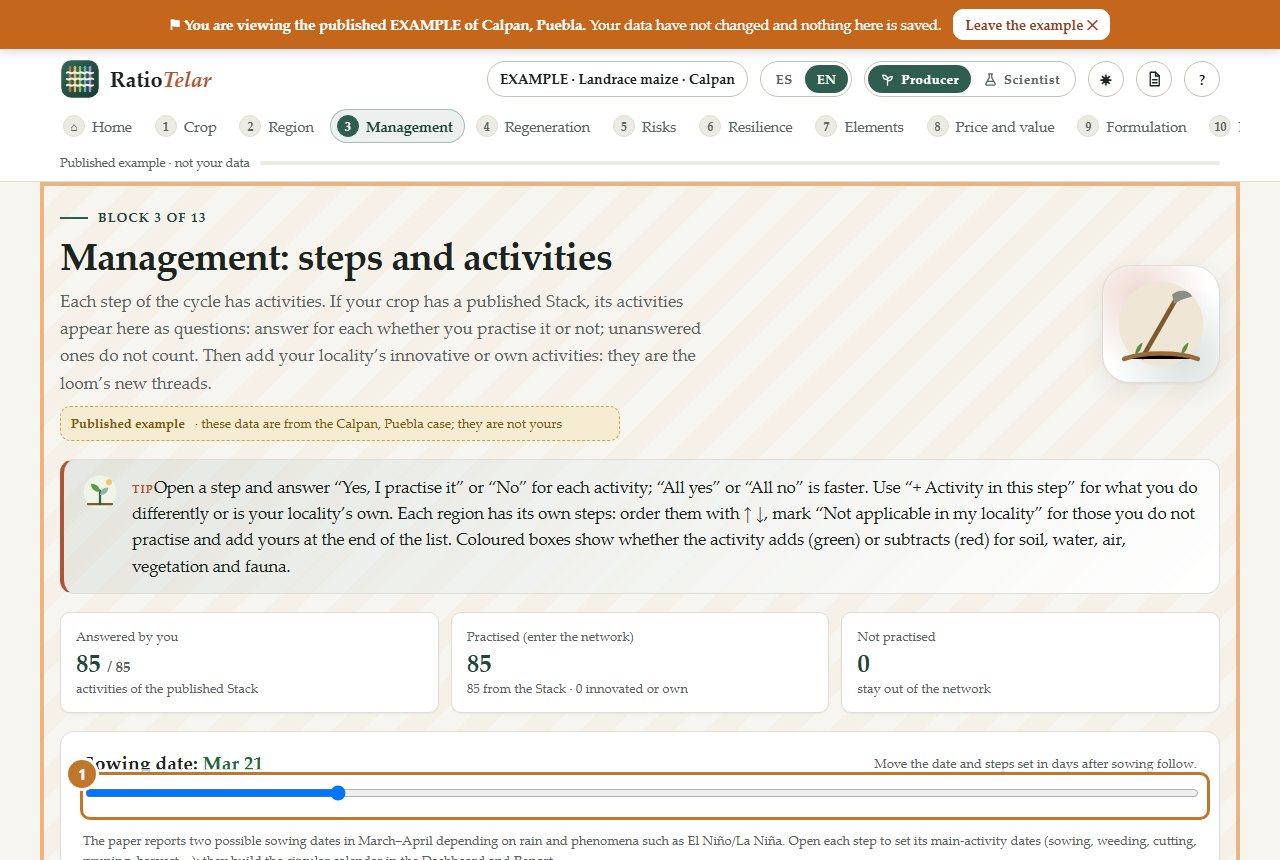 ⚑ You are viewing the published EXAMPLE of Calpan, Puebla. Your data have not changed and nothing here is saved. Leave the example ✕
RatioTelar
EXAMPLE · Landrace maize · Calpan ES EN Producer Scientist ?
Home 1 Crop 2 Region 3 Management 4 Regeneration 5 Risks 6 Resilience 7 Elements 8 Price and value 9 Formulation 10
Published example · not your data
BLOCK 3 OF 13
Management: steps and activities
Each step of the cycle has activities. If your crop has a published Stack, its activities
appear here as questions: answer for each whether you practise it or not; unanswered
ones do not count. Then add your locality’s innovative or own activities: they are the
loom’s new threads.
Published example · these data are from the Calpan, Puebla case; they are not yours
TIP Open a step and answer “Yes, I practise it” or “No” for each activity; “All yes” or “All no” is faster. Use “+ Activity in this step” for what you do
differently or is your locality’s own. Each region has its own steps: order them with ↑ ↓, mark “Not applicable in my locality” for those you do not
practise and add yours at the end of the list. Coloured boxes show whether the activity adds (green) or subtracts (red) for soil, water, air,
vegetation and fauna.
Answered by you
85 / 85
activities of the published Stack
Practised (enter the network)
85
85 from the Stack · 0 innovated or own
Not practised
0
stay out of the network
Sowing date: Mar 21
Move the date and steps set in days after sowing follow.
1
The paper reports two possible sowing dates in March–April depending on rain and phenomena such as El Niño/La Niña. Open each step to set its main-activity dates (sowing, weeding, cutting,
pruning, harvest…); they build the circular calendar in the Dashboard and Report.